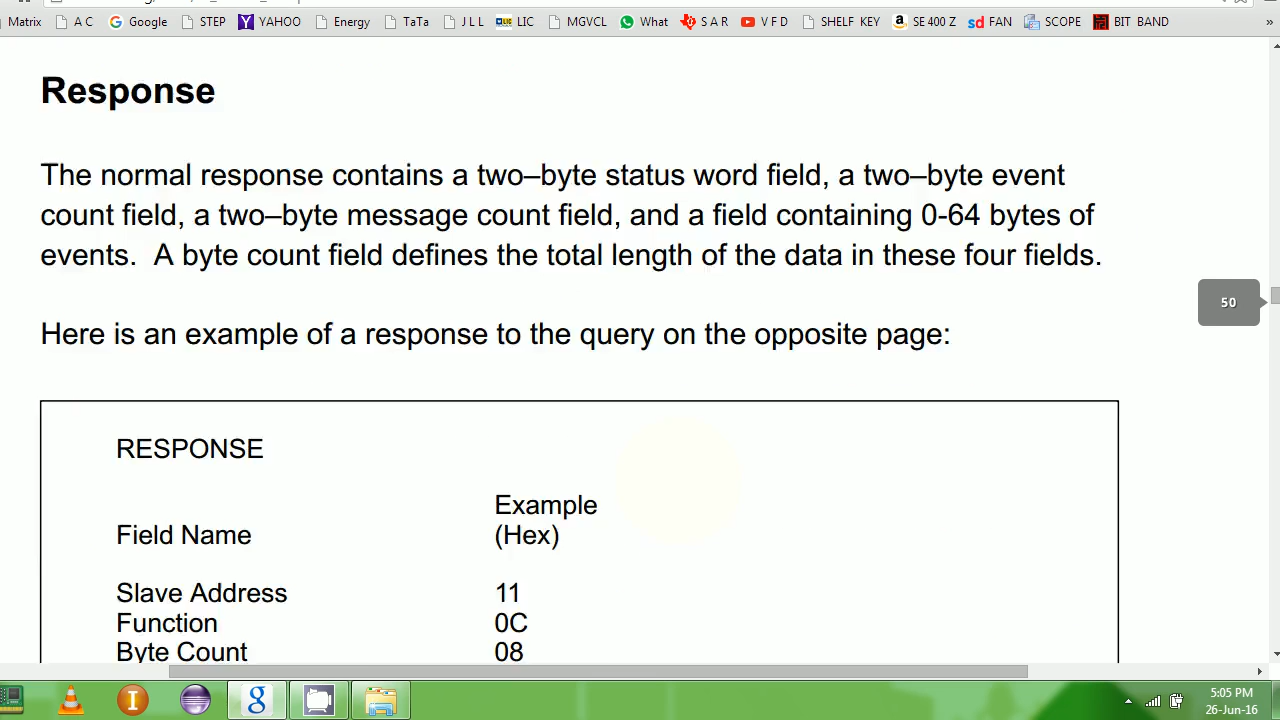 Matrix A C Google STEP YAHOO Energy TaTa J L L LIC MGVCL What S A R V F D SHELF KEY SE 400 Z FAN SCOPE BIT BAND »
Response
The normal response contains a two–byte status word field, a two–byte event
count field, a two–byte message count field, and a field containing 0-64 bytes of
events. A byte count field defines the total length of the data in these four fields.
50
Here is an example of a response to the query on the opposite page:
RESPONSE
Example
Field Name (Hex)
Slave Address 11
Function 0C
Byte Count 08
5:05 PM
26-Jun-16